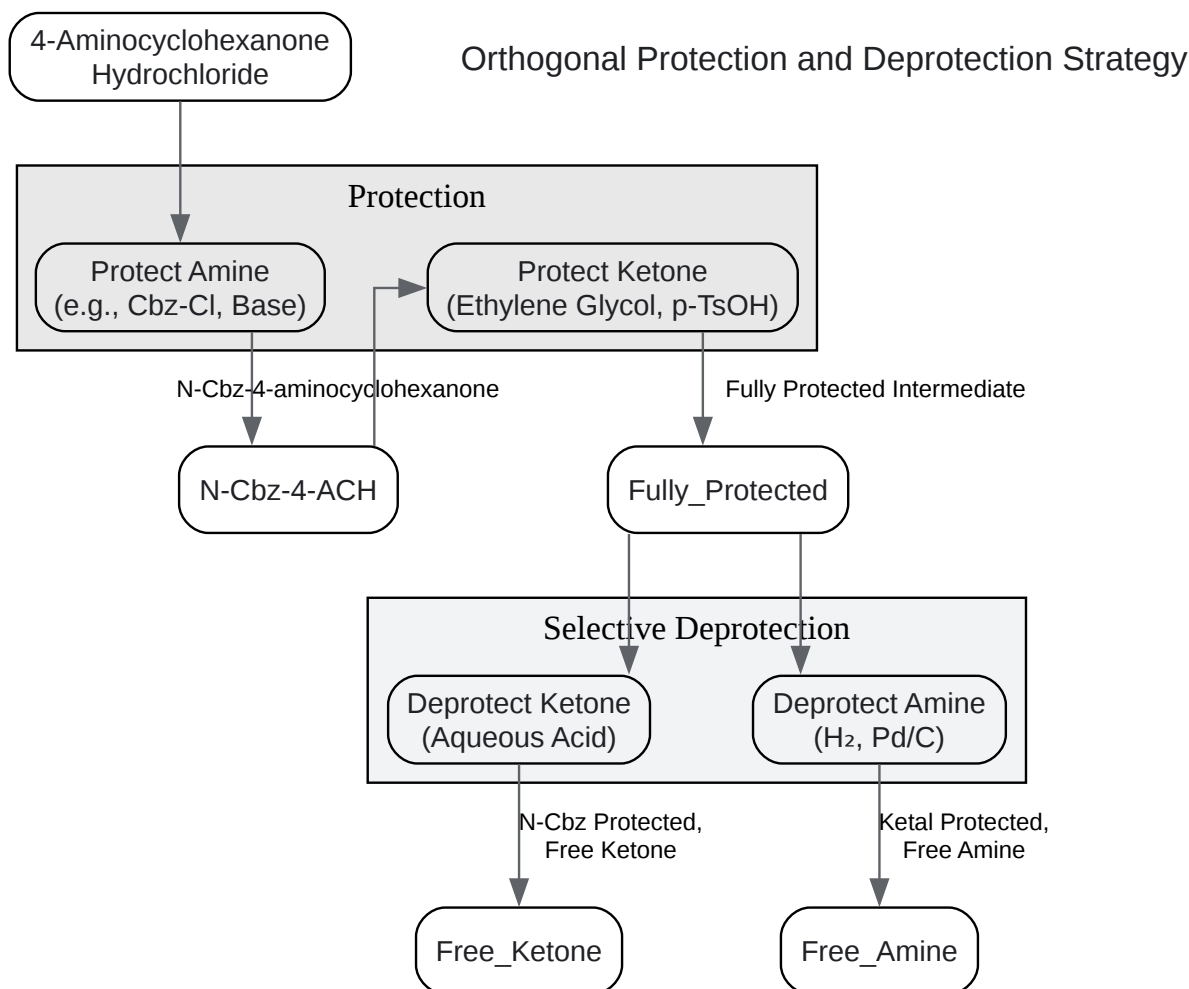 4-Aminocyclohexanone
Hydrochloride
Orthogonal Protection and Deprotection Strategy
Protection
Protect Amine
(e.g., Cbz-Cl, Base)
Protect Ketone
(Ethylene Glycol, p-TsOH)
N-Cbz-4-aminocyclohexanone
Fully Protected Intermediate
N-Cbz-4-ACH
Fully_Protected
Selective Deprotection
Deprotect Ketone
(Aqueous Acid)
Deprotect Amine
(H₂, Pd/C)
N-Cbz Protected,
Free Ketone
Ketal Protected,
Free Amine
Free_Ketone
Free_Amine